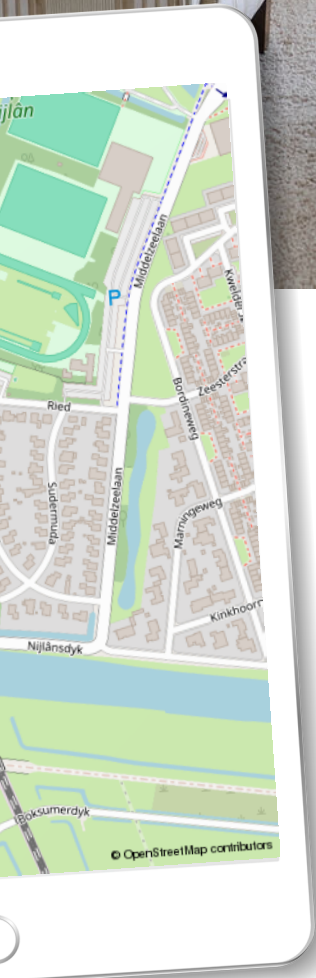 ijlân
Middelzeelaan
P
Kwelder
Zeesterstra
Bordineweg
Ried
Sudermuda
Middelzeelaan
Marningeweg
Kinkhoorn
Nijlânsdyk
Boksumerdyk
© OpenStreetMap contributors